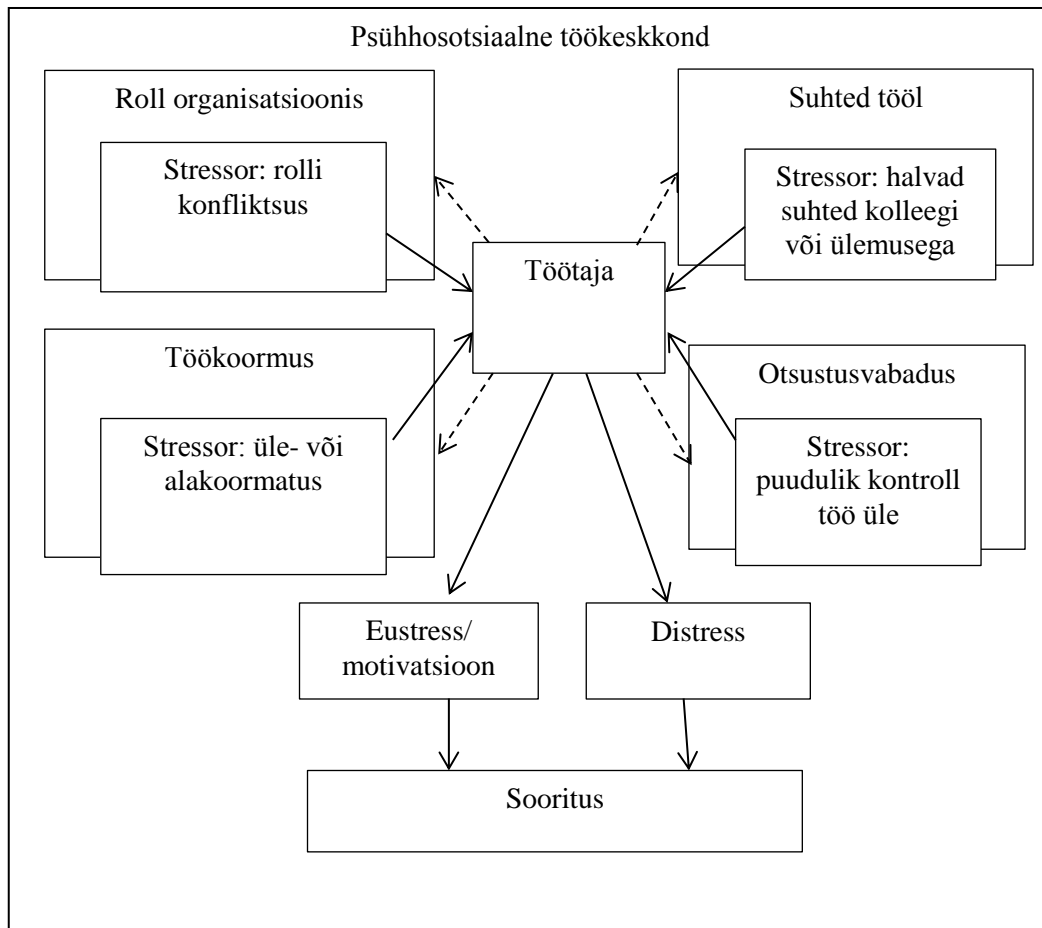 Psühhosotsiaalne töökeskkond
Roll organisatsioonis
Stressor: rolli
konfliktsus
Suhted tööl
Stressor: halvad
suhted kolleegi
või ülemusega
Töötaja
Töökoormus
Stressor: üle- või
alakoormatus
Otsustusvabadus
Stressor:
puudulik kontroll
töö üle
Eustress/
motivatsioon
Distress
Sooritus